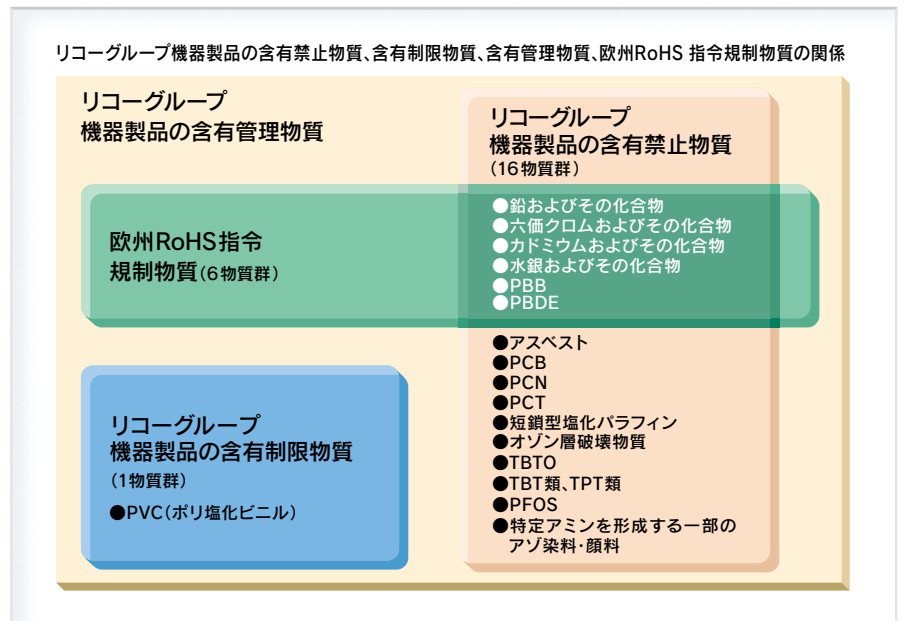 リコーグループ機器製品の含有禁止物質、含有制限物質、含有管理物質、欧州RoHS 指令規制物質の関係
リコーグループ
機器製品の含有管理物質
リコーグループ
機器製品の含有禁止物質
（16物質群）
欧州RoHS指令
規制物質（6物質群）
●鉛およびその化合物
●六価クロムおよびその化合物
●カドミウムおよびその化合物
●水銀およびその化合物
●PBB
●PBDE
●アスベスト
●PCB
●PCN
●PCT
●短鎖型塩化パラフィン
●オゾン層破壊物質
●TBTO
●TBT類、TPT類
●PFOS
●特定アミンを形成する一部の
アゾ染料・顔料
リコーグループ
機器製品の含有制限物質
（1物質群）
●PVC（ポリ塩化ビニル）